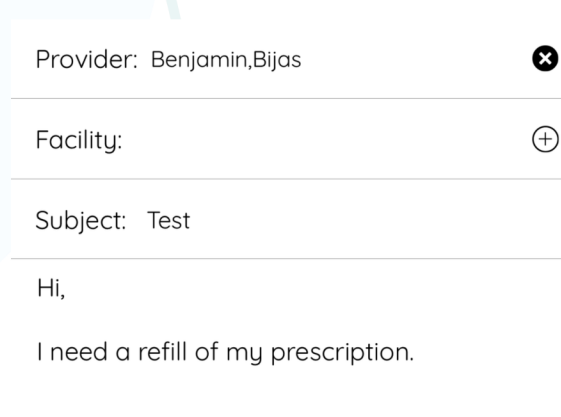 Provider: Benjamin,Bijas
Facility:
Subject: Test
Hi,
I need a refill of my prescription.